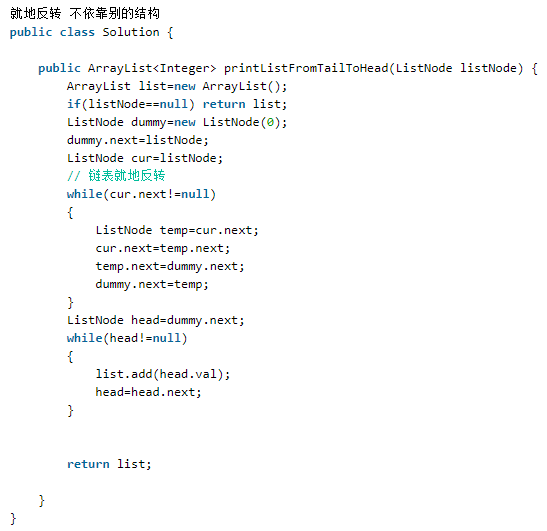 就地反转 不依靠别的结构
public class Solution {
public ArrayList<Integer> printListFromTailToHead(ListNode listNode) {
ArrayList list=new ArrayList();
if(listNode==null) return list;
ListNode dummy=new ListNode(0);
dummy.next=listNode;
ListNode cur=listNode;
// 链表就地反转
while(cur.next!=null)
{
ListNode temp=cur.next;
cur.next=temp.next;
temp.next=dummy.next;
dummy.next=temp;
}
ListNode head=dummy.next;
while(head!=null)
{
list.add(head.val);
head=head.next;
}
return list;
}
}